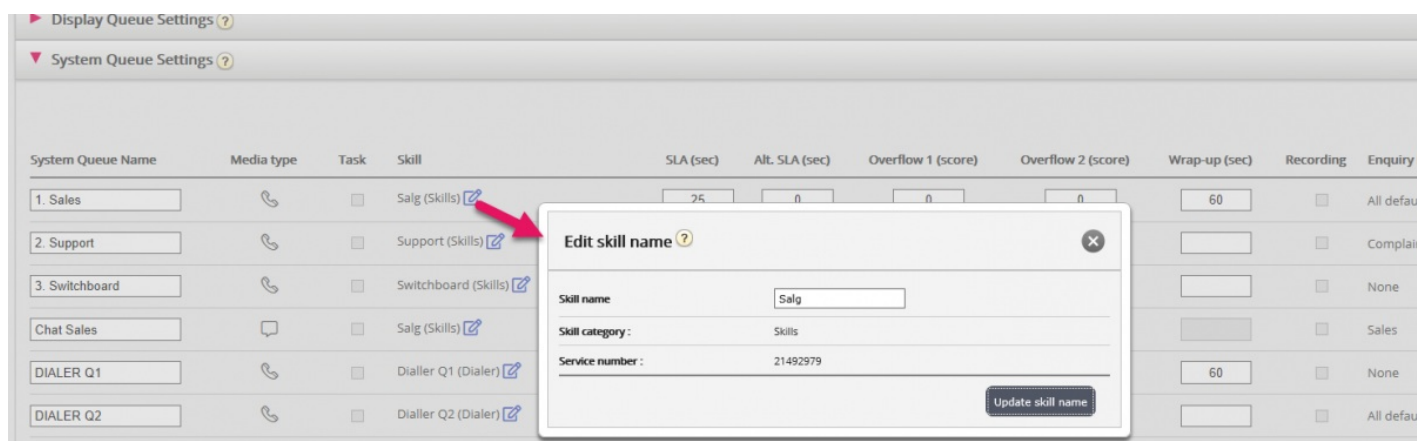 Display Queue Settings ?
System Queue Settings ?
System Queue Name Media type Task Skill SLA (sec) Alt. SLA (sec) Overflow 1 (score) Overflow 2 (score) Wrap-up (sec) Recording Enquiry
1. Sales Salg (Skills) 25 0 0 0 60 All defau
Edit skill name ?
2. Support Support (Skills) Complain
3. Switchboard Switchboard (Skills) None
Skill name Salg
Chat Sales Salg (Skills) Sales
Skill category : Skills
Service number : 21492979
DIALER Q1 Dialler Q1 (Dialer) 60 None
Update skill name
DIALER Q2 Dialler Q2 (Dialer) All defau